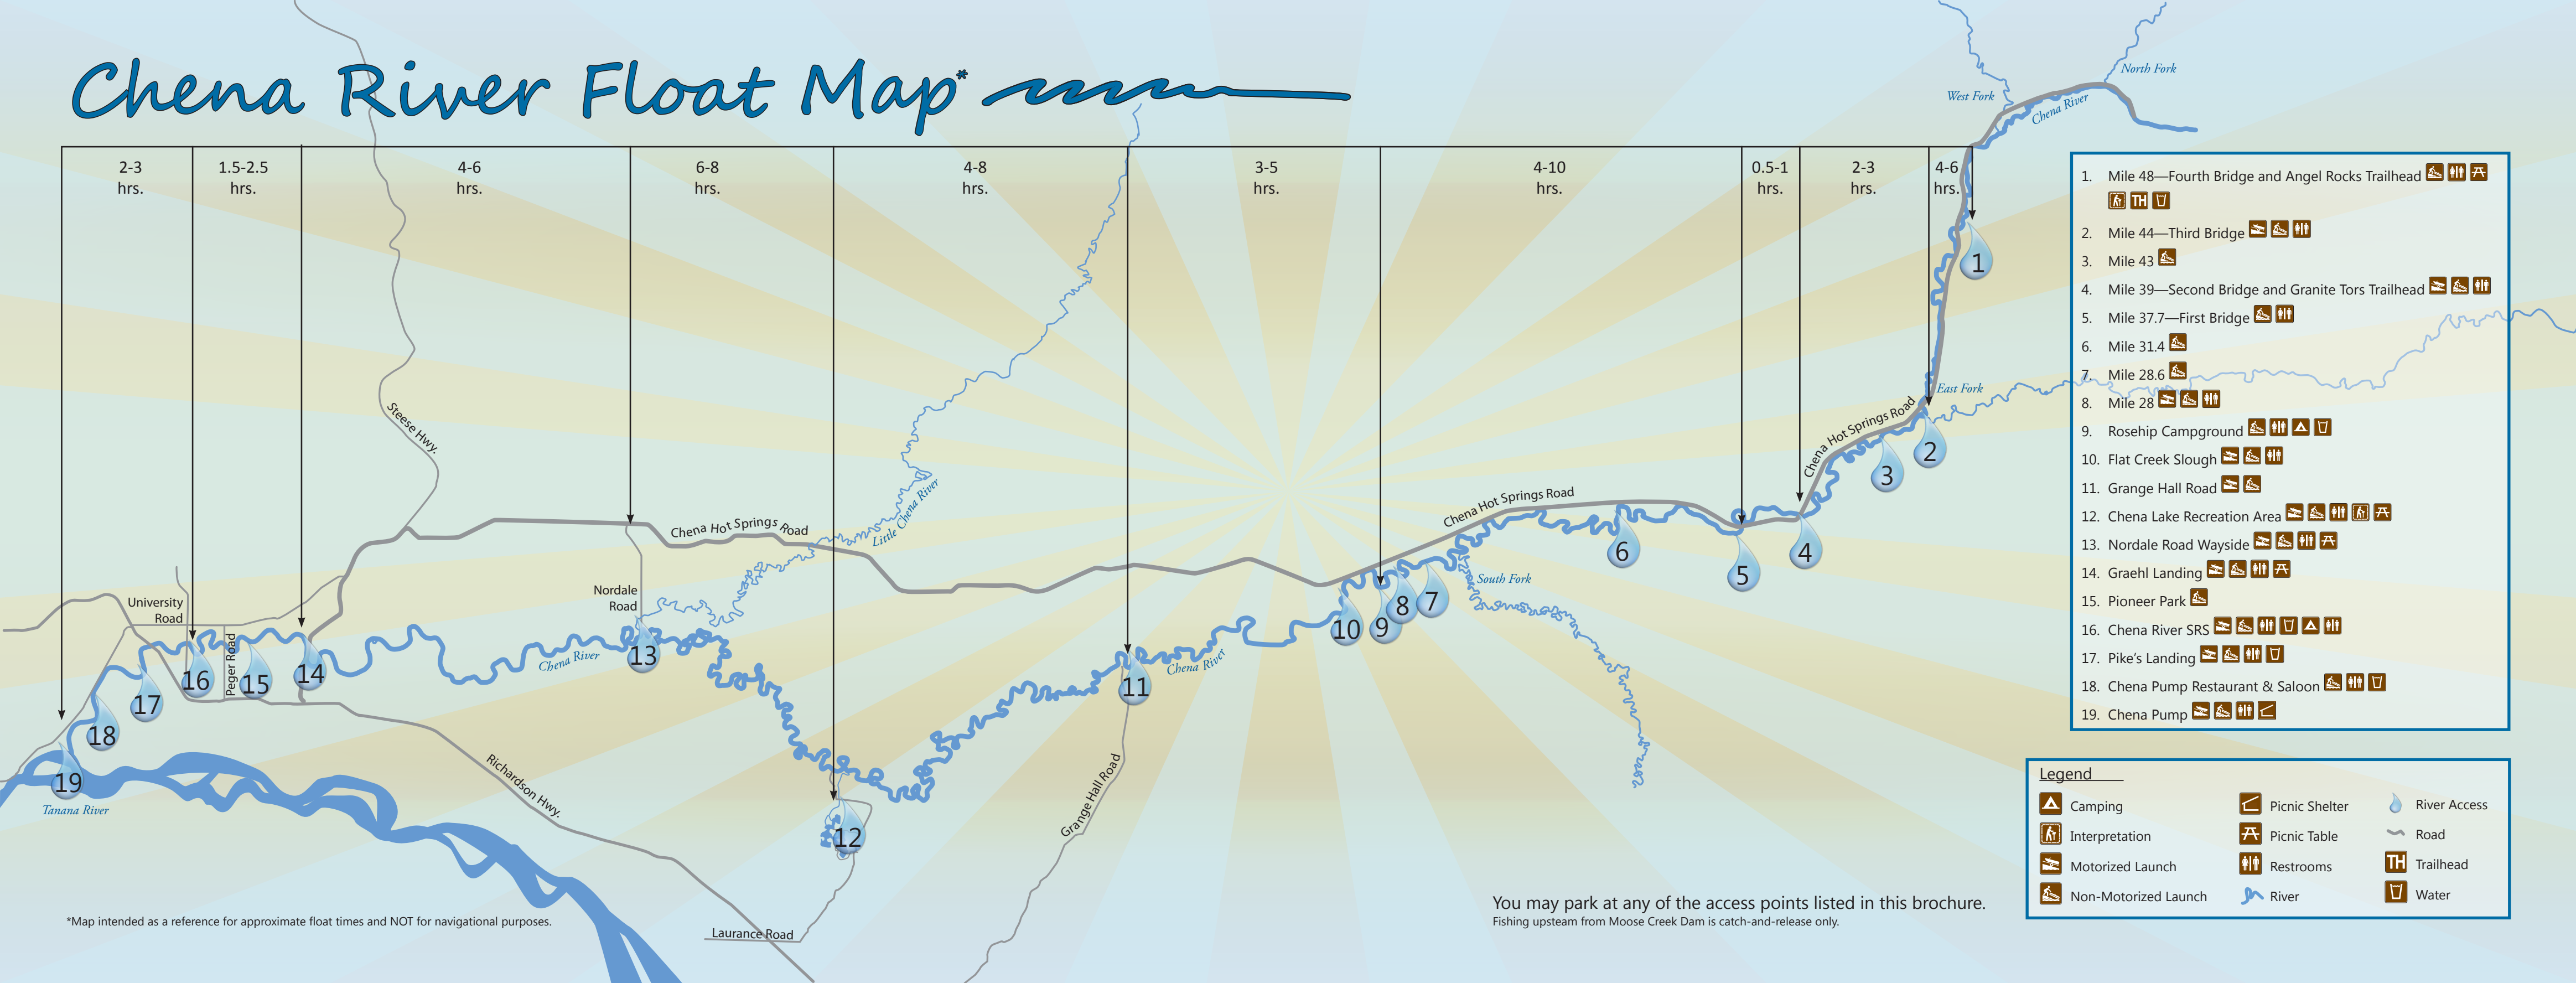 Chena River Float Map*
2-3 hrs.
1.5-2.5 hrs.
4-6 hrs.
6-8 hrs.
4-8 hrs.
3-5 hrs.
4-10 hrs.
0.5-1 hrs.
2-3 hrs.
4-6 hrs.
West Fork
North Fork
Chena River
East Fork
Chena Hot Springs Road
Chena Hot Springs Road
Chena Hot Springs Road
Steese Hwy.
Little Chena River
South Fork
Nordale Road
University Road
Peger Road
Chena River
Chena River
Richardson Hwy.
Grange Hall Road
Laurance Road
Tanana River
1
2
3
4
5
6
7
8
9
10
11
12
13
14
15
16
17
18
19
1. Mile 48—Fourth Bridge and Angel Rocks Trailhead
TH
2. Mile 44—Third Bridge
3. Mile 43
4. Mile 39—Second Bridge and Granite Tors Trailhead
5. Mile 37.7—First Bridge
6. Mile 31.4
7. Mile 28.6
8. Mile 28
9. Rosehip Campground
10. Flat Creek Slough
11. Grange Hall Road
12. Chena Lake Recreation Area
13. Nordale Road Wayside
14. Graehl Landing
15. Pioneer Park
16. Chena River SRS
17. Pike's Landing
18. Chena Pump Restaurant & Saloon
19. Chena Pump
Legend
Camping
Interpretation
Motorized Launch
Non-Motorized Launch
Picnic Shelter
Picnic Table
Restrooms
River
River Access
Road
TH Trailhead
Water
You may park at any of the access points listed in this brochure.
Fishing upsteam from Moose Creek Dam is catch-and-release only.
*Map intended as a reference for approximate float times and NOT for navigational purposes.